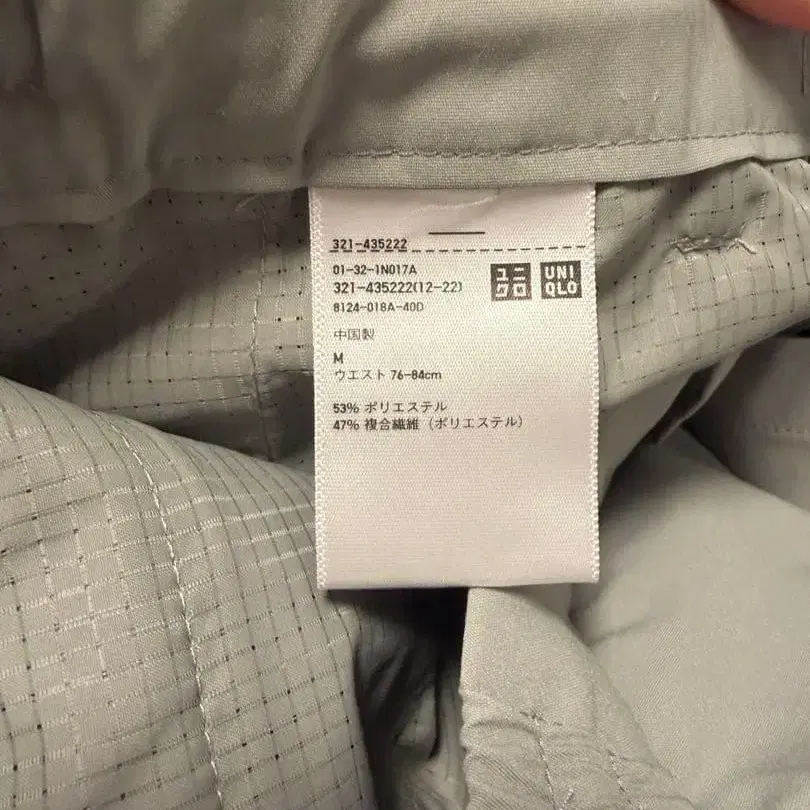 321-435222
01-32-1N017A
321-435222(12-22)
8124-018A-40D
ユニ
クロ
UNI
QLO
中国製
M
ウエスト 76-84cm
53% ポリエステル
47% 複合繊維（ポリエステル）